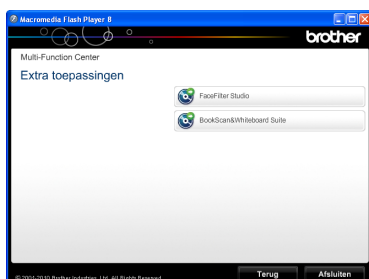 Macromedia Flash Player 8
brother
Multi-Function Center
Extra toepassingen
FaceFilter Studio
BookScan&Whiteboard Suite
© 2001-2010 Brother Industries, Ltd. All Rights Reserved.
Terug
Afsluiten